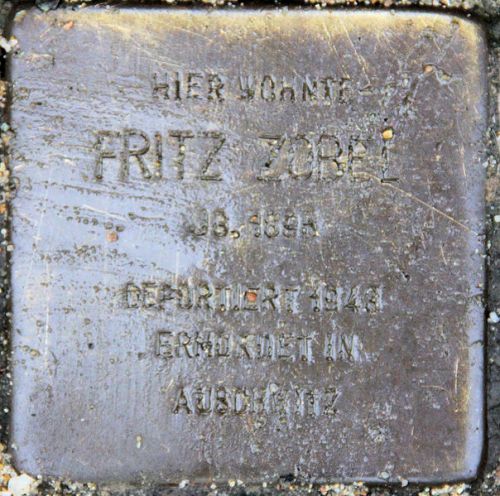 HIER WOHNTE
FRITZ ZOBEL
JG.
DEPORTIERT 1943
ERMORDET IN
AUSCHWITZ